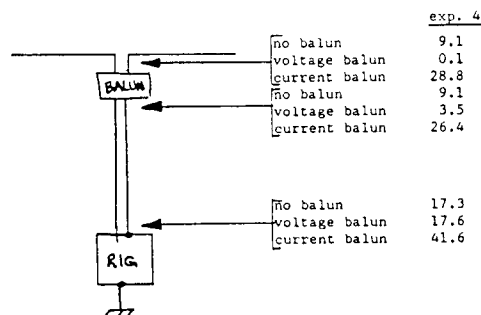 exp. 4
no balun 9.1
voltage balun 0.1
current balun 28.8
no balun 9.1
voltage balun 3.5
current balun 26.4
BALUN
no balun 17.3
voltage balun 17.6
current balun 41.6
RIG